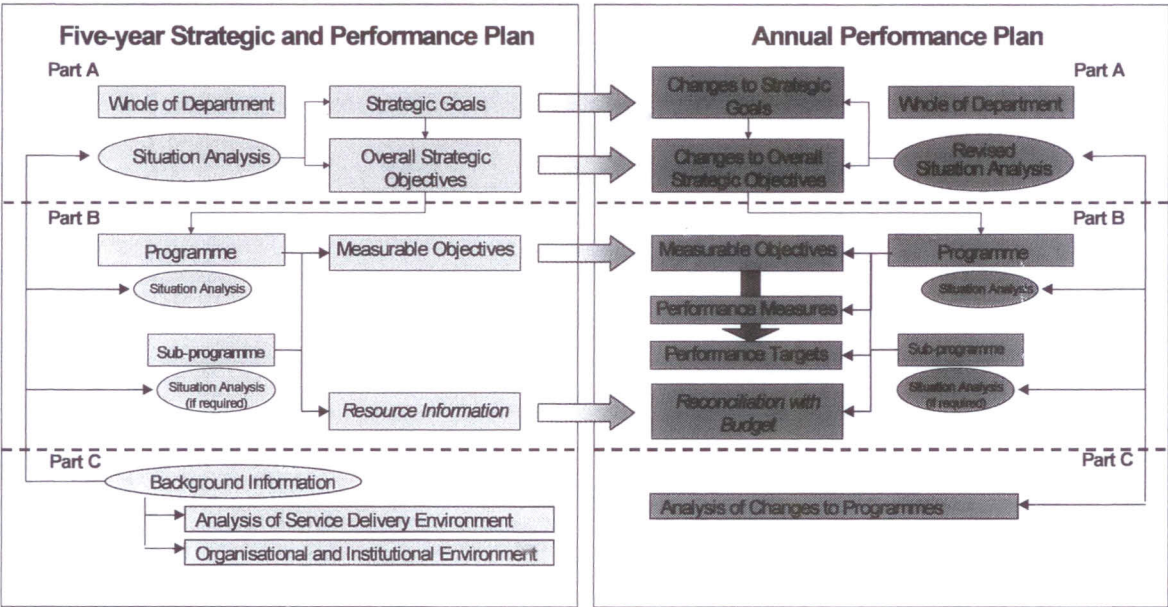 Five-year Strategic and Performance Plan
Part A
Whole of Department
Strategic Goals
Situation Analysis
Overall Strategic
Objectives
Part B
Programme
Measurable Objectives
Situation Analysis
Sub-programme
Situation Analysis
(if required)
Resource Information
Part C
Background Information
Analysis of Service Delivery Environment
Organisational and Institutional Environment
Annual Performance Plan
Part A
Changes to Strategic
Goals
Whole of Department
Changes to Overall
Strategic Objectives
Revised
Situation Analysis
Part B
Measurable Objectives
Programme
Situation Analysis
Performance Measures
Performance Targets
Sub-programme
Situation Analysis
(if required)
Reconciliation with
Budget
Part C
Analysis of Changes to Programmes